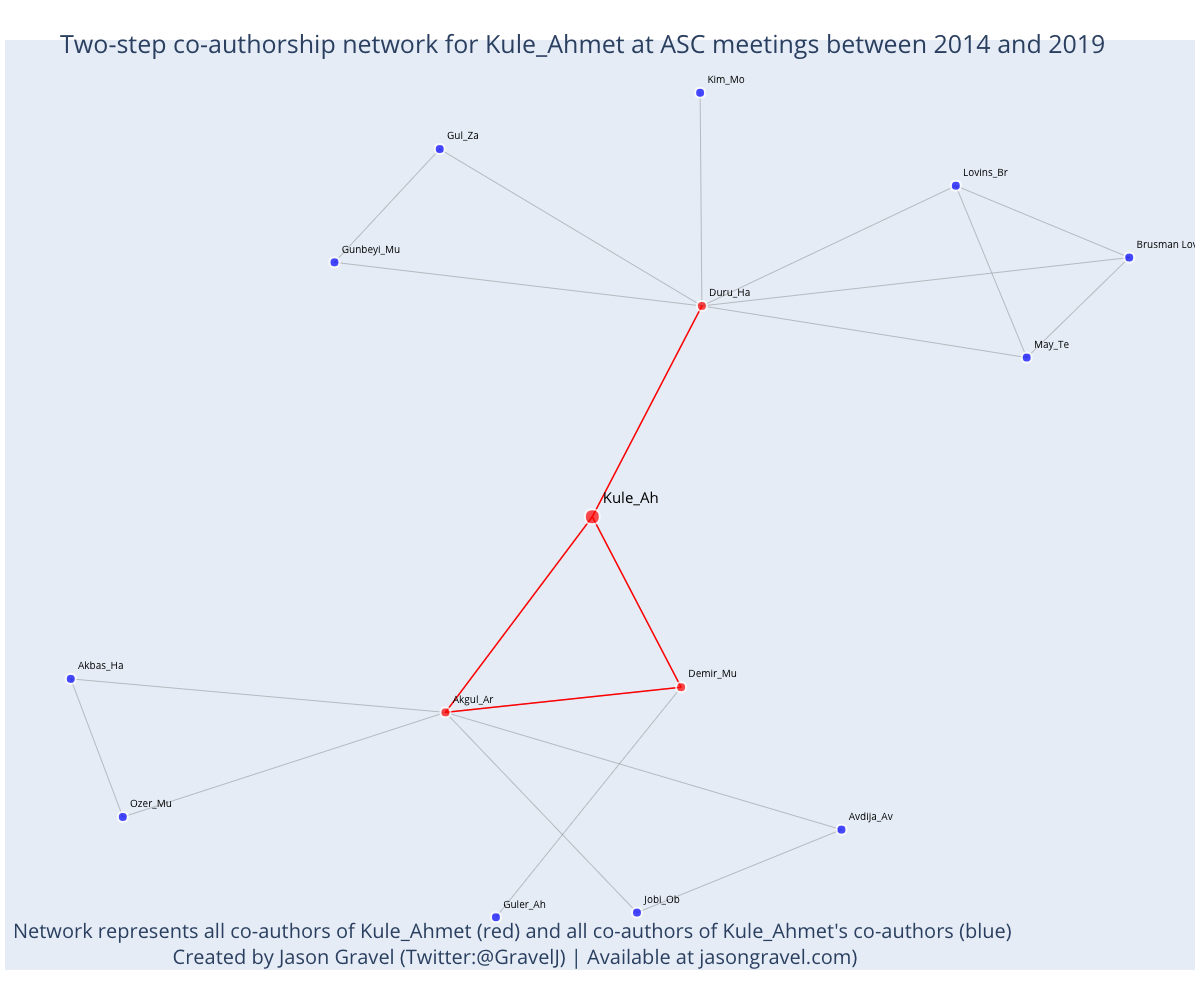 Two-step co-authorship network for Kule_Ahmet at ASC meetings between 2014 and 2019
Kim_Mo
Gul_Za
Lovins_Br
Gunbeyi_Mu
Brusman Lov
Duru_Ha
May_Te
Kule_Ah
Akbas_Ha
Demir_Mu
Akgul_Ar
Ozer_Mu
Avdija_Av
Jobi_Ob
Guler_Ah
Network represents all co-authors of Kule_Ahmet (red) and all co-authors of Kule_Ahmet's co-authors (blue)
Created by Jason Gravel (Twitter:@GravelJ) | Available at jasongravel.com)